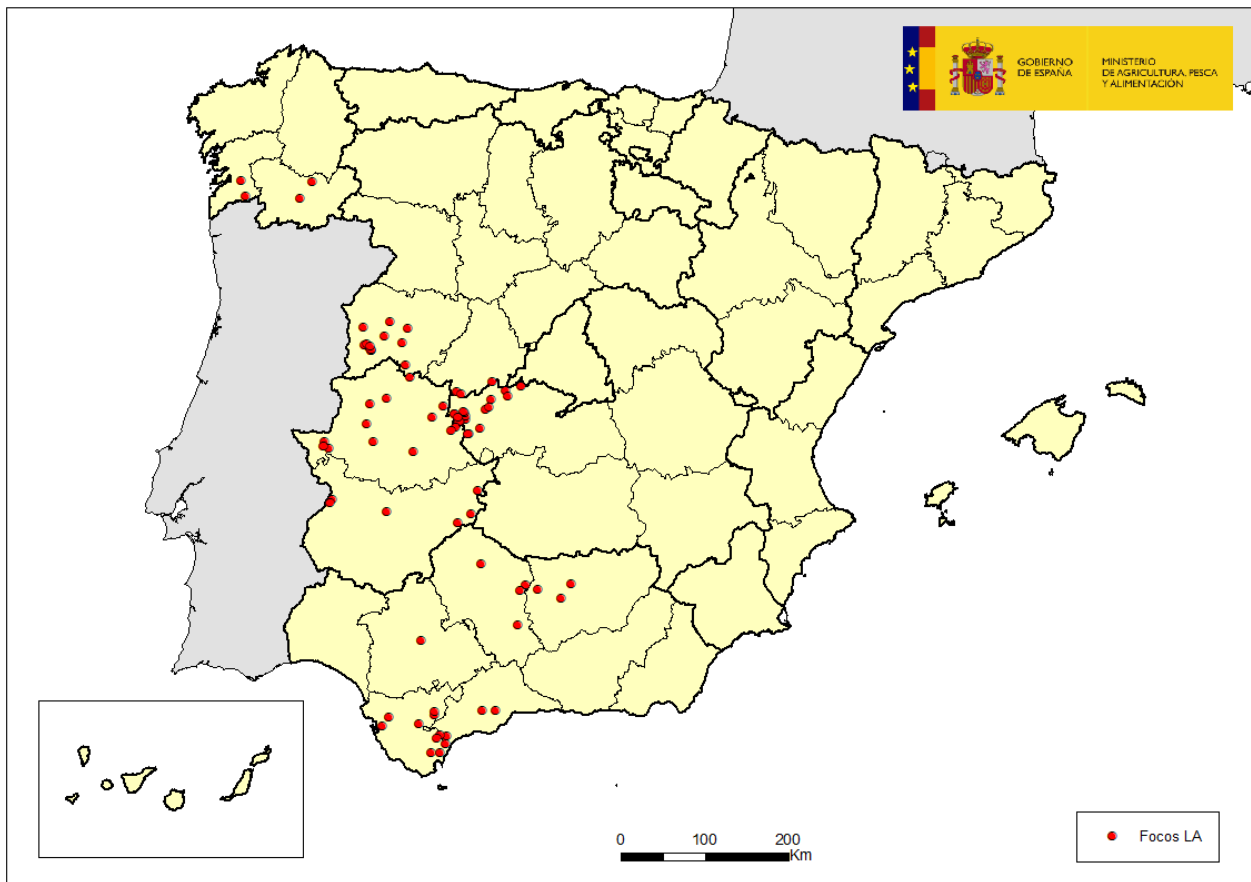 GOBIERNO
DE ESPAÑA
MINISTERIO
DE AGRICULTURA, PESCA
Y ALIMENTACIÓN
0 100 200
Km
Focos LA